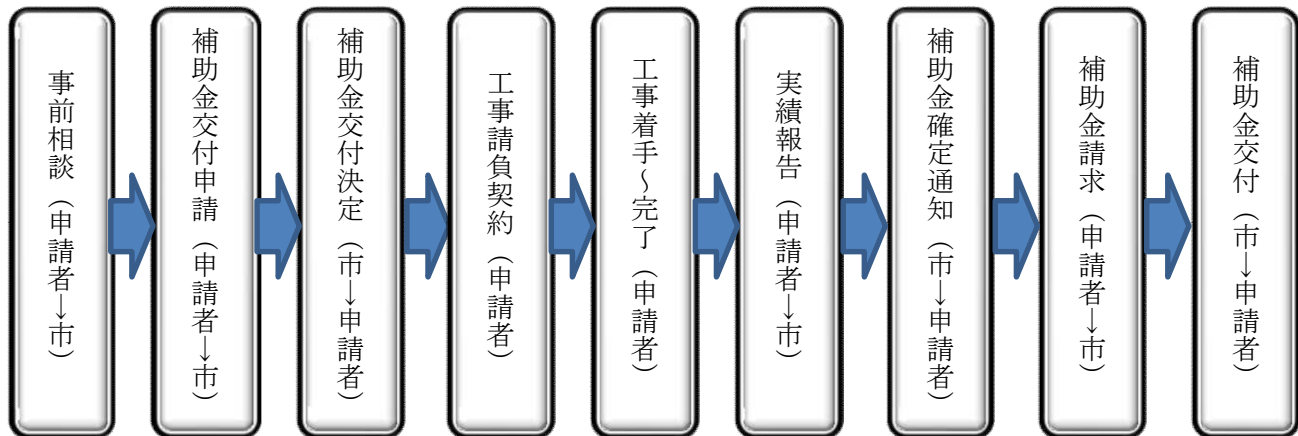 事前相談（申請者→市）
補助金交付申請（申請者→市）
補助金交付決定（市→申請者）
工事請負契約（申請者）
工事着手～完了（申請者）
実績報告（申請者→市）
補助金確定通知（市→申請者）
補助金請求（申請者→市）
補助金交付（市→申請者）